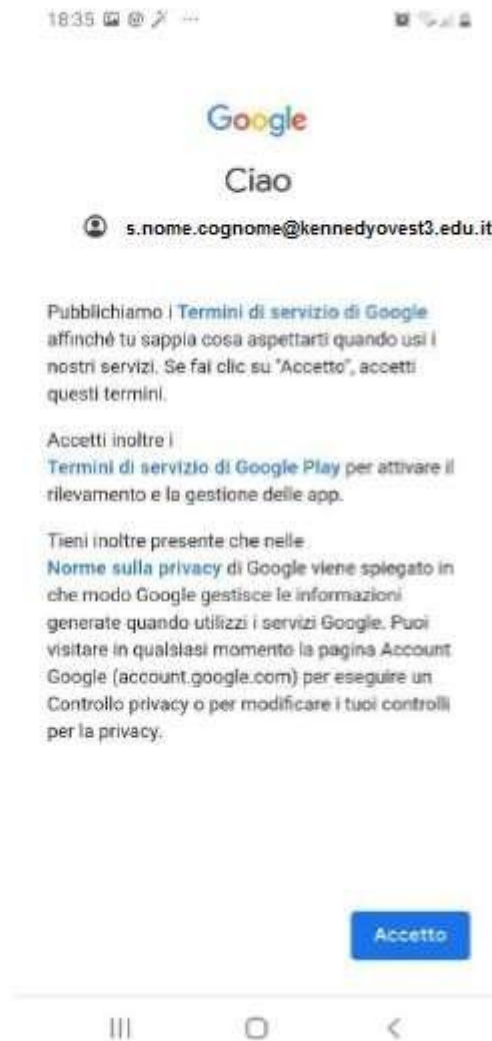 18:35
Google
Ciao
s.nome.cognome@kennedyovest3.edu.it
Pubblichiamo i Termini di servizio di Google
affinché tu sappia cosa aspettarti quando usi i
nostri servizi. Se fai clic su "Accetto", accetti
questi termini.
Accetti inoltre i
Termini di servizio di Google Play per attivare il
rilevamento e la gestione delle app.
Tieni inoltre presente che nelle
Norme sulla privacy di Google viene spiegato in
che modo Google gestisce le informazioni
generate quando utilizzi i servizi Google. Puoi
visitare in qualsiasi momento la pagina Account
Google (account.google.com) per eseguire un
Controllo privacy o per modificare i tuoi controlli
per la privacy.
Accetto